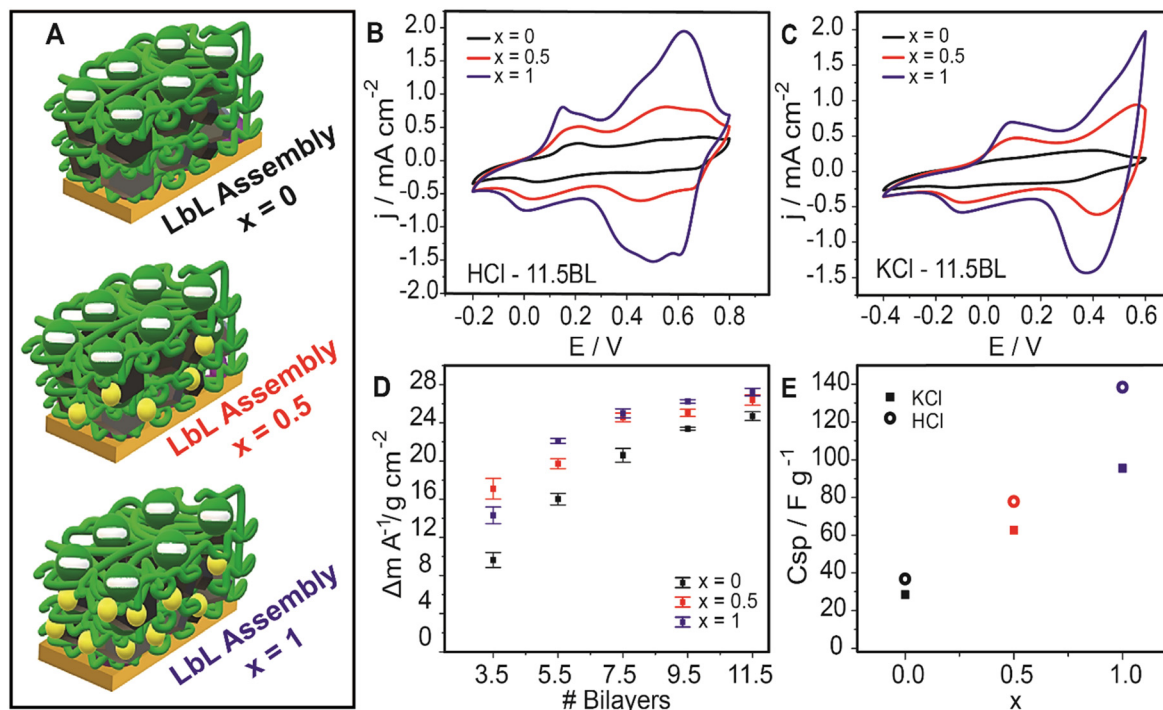 A
LbL Assembly
x = 0
LbL Assembly
x = 0.5
LbL Assembly
x = 1
B
x = 0
x = 0.5
x = 1
2.0
1.5
1.0
0.5
0.0
-0.5
-1.0
1.5
2.0
j / mA cm-2
HCl - 11.5BL
-0.2 0.0 0.2 0.4 0.6 0.8
E / V
C
x = 0
x = 0.5
x = 1
2.0
1.5
1.0
0.5
0.0
-0.5
-1.0
-1.5
j / mA cm-2
KCl - 11.5BL
-0.4 -0.2 0.0 0.2 0.4 0.6
E / V
D
28
24
20
16
12
8
4
0
Δm A-1/g cm-2
x = 0
x = 0.5
x = 1
3.5 5.5 7.5 9.5 11.5
# Bilayers
E
KCl
HCl
140
120
100
80
60
40
20
0
Csp / F g-1
0.0 0.5 1.0
x